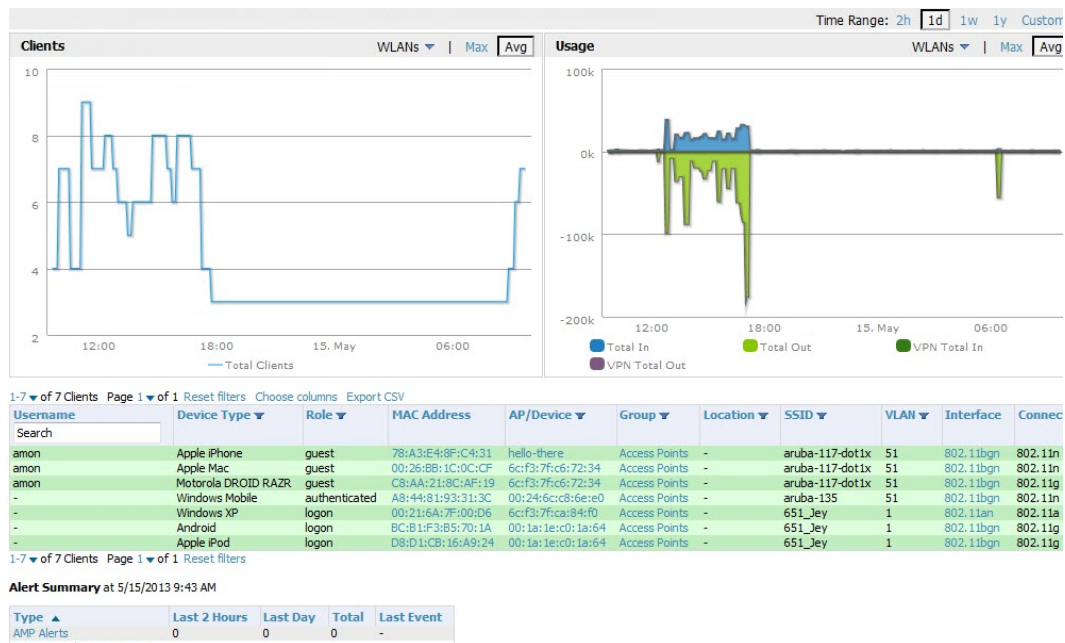 Time Range: 2h 1d 1w 1y Custom
Clients WLANs | Max Avg
10
8
6
4
2
12:00 18:00 15. May 06:00
Total Clients
Usage WLANs | Max Avg
100k
0k
-100k
-200k
12:00 18:00 15. May 06:00
Total In Total Out VPN Total In
VPN Total Out
1-7 of 7 Clients Page 1 of 1 Reset filters Choose columns Export CSV
Username Device Type Role MAC Address AP/Device Group Location SSID VLAN Interface Connec
Search
amon Apple iPhone guest 78:A3:E4:8F:C4:31 hello-there Access Points - aruba-117-dot1x 51 802.11bgn 802.11n
amon Apple Mac guest 00:26:BB:1C:0C:CF 6c:f3:7f:c6:72:34 Access Points - aruba-117-dot1x 51 802.11bgn 802.11n
amon Motorola DROID RAZR guest C8:AA:21:8C:AF:19 6c:f3:7f:c6:72:34 Access Points - aruba-117-dot1x 51 802.11bgn 802.11g
- Windows Mobile authenticated A8:44:81:93:31:3C 00:24:6c:c8:6e:e0 Access Points - aruba-135 51 802.11bgn 802.11n
- Windows XP logon 00:21:6A:7F:00:D6 6c:f3:7f:ca:84:f0 Access Points - 651_Jey 1 802.11an 802.11a
- Android logon BC:B1:F3:B5:70:1A 00:1a:1e:c0:1a:64 Access Points - 651_Jey 1 802.11bgn 802.11g
- Apple iPod logon D8:D1:CB:16:A9:24 00:1a:1e:c0:1a:64 Access Points - 651_Jey 1 802.11bgn 802.11g
1-7 of 7 Clients Page 1 of 1 Reset filters
Alert Summary at 5/15/2013 9:43 AM
Type Last 2 Hours Last Day Total Last Event
AMP Alerts 0 0 0 -